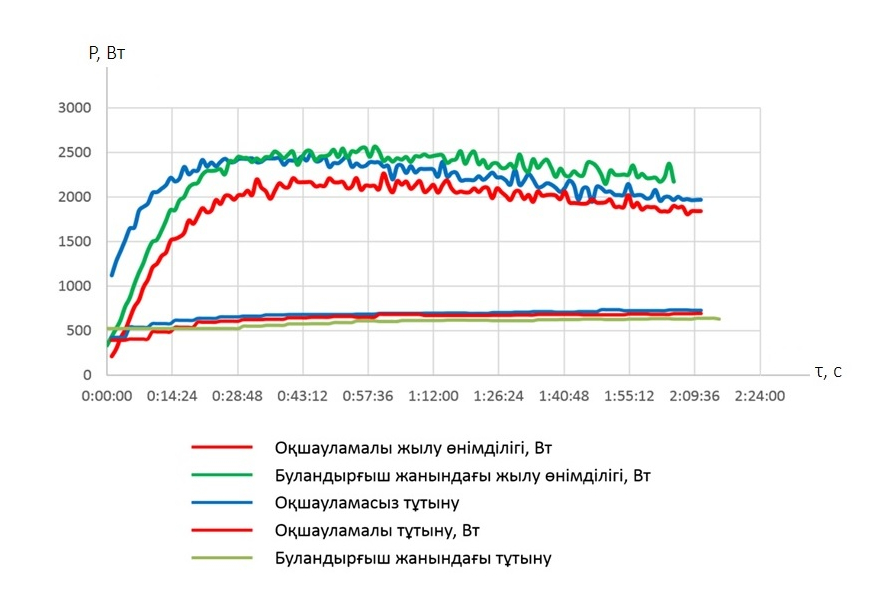 P, Вт
3000
2500
2000
1500
1000
500
0
τ, c
0:00:00 0:14:24 0:28:48 0:43:12 0:57:36 1:12:00 1:26:24 1:40:48 1:55:12 2:09:36 2:24:00
Оқшауламалы жылу өнімділігі, Вт
Буландырғыш жанындағы жылу өнімділігі, Вт
Оқшауламасыз тұтыну
Оқшауламалы тұтыну, Вт
Буландырғыш жанындағы тұтыну